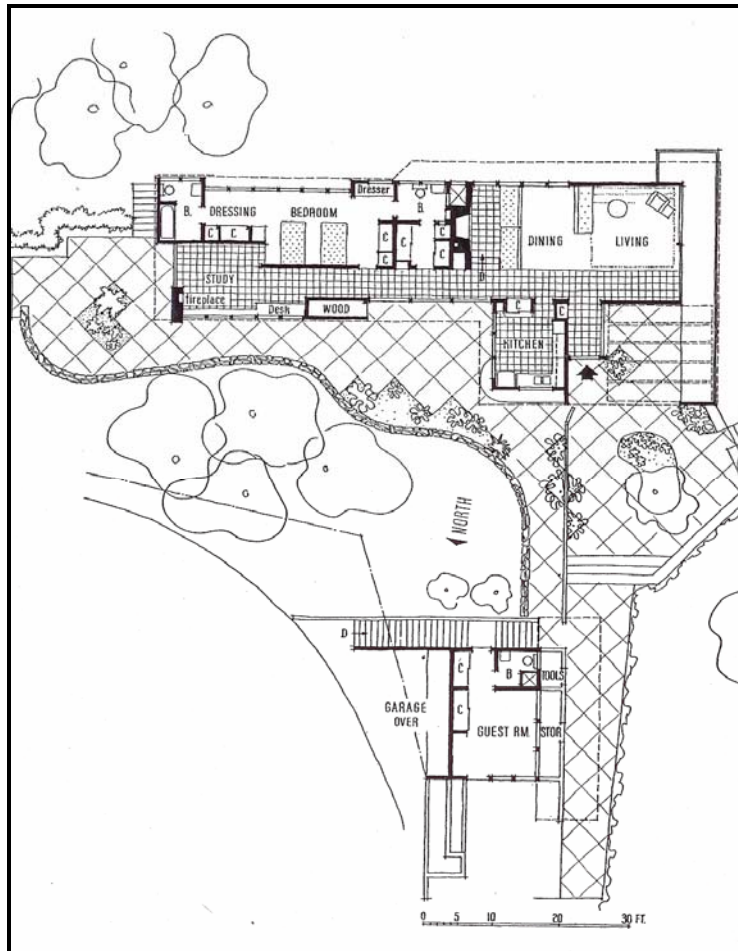 Dresser
B.
DRESSING
BEDROOM
B.
C
C
C
C
C
C
C
DINING
LIVING
D
STUDY
fireplace
Desk
WOOD
C
C
KITCHEN
NORTH
D
C
B
TOOLS
C
GARAGE
OVER
GUEST RM.
STOR.
0 5 10 20 30 FT.